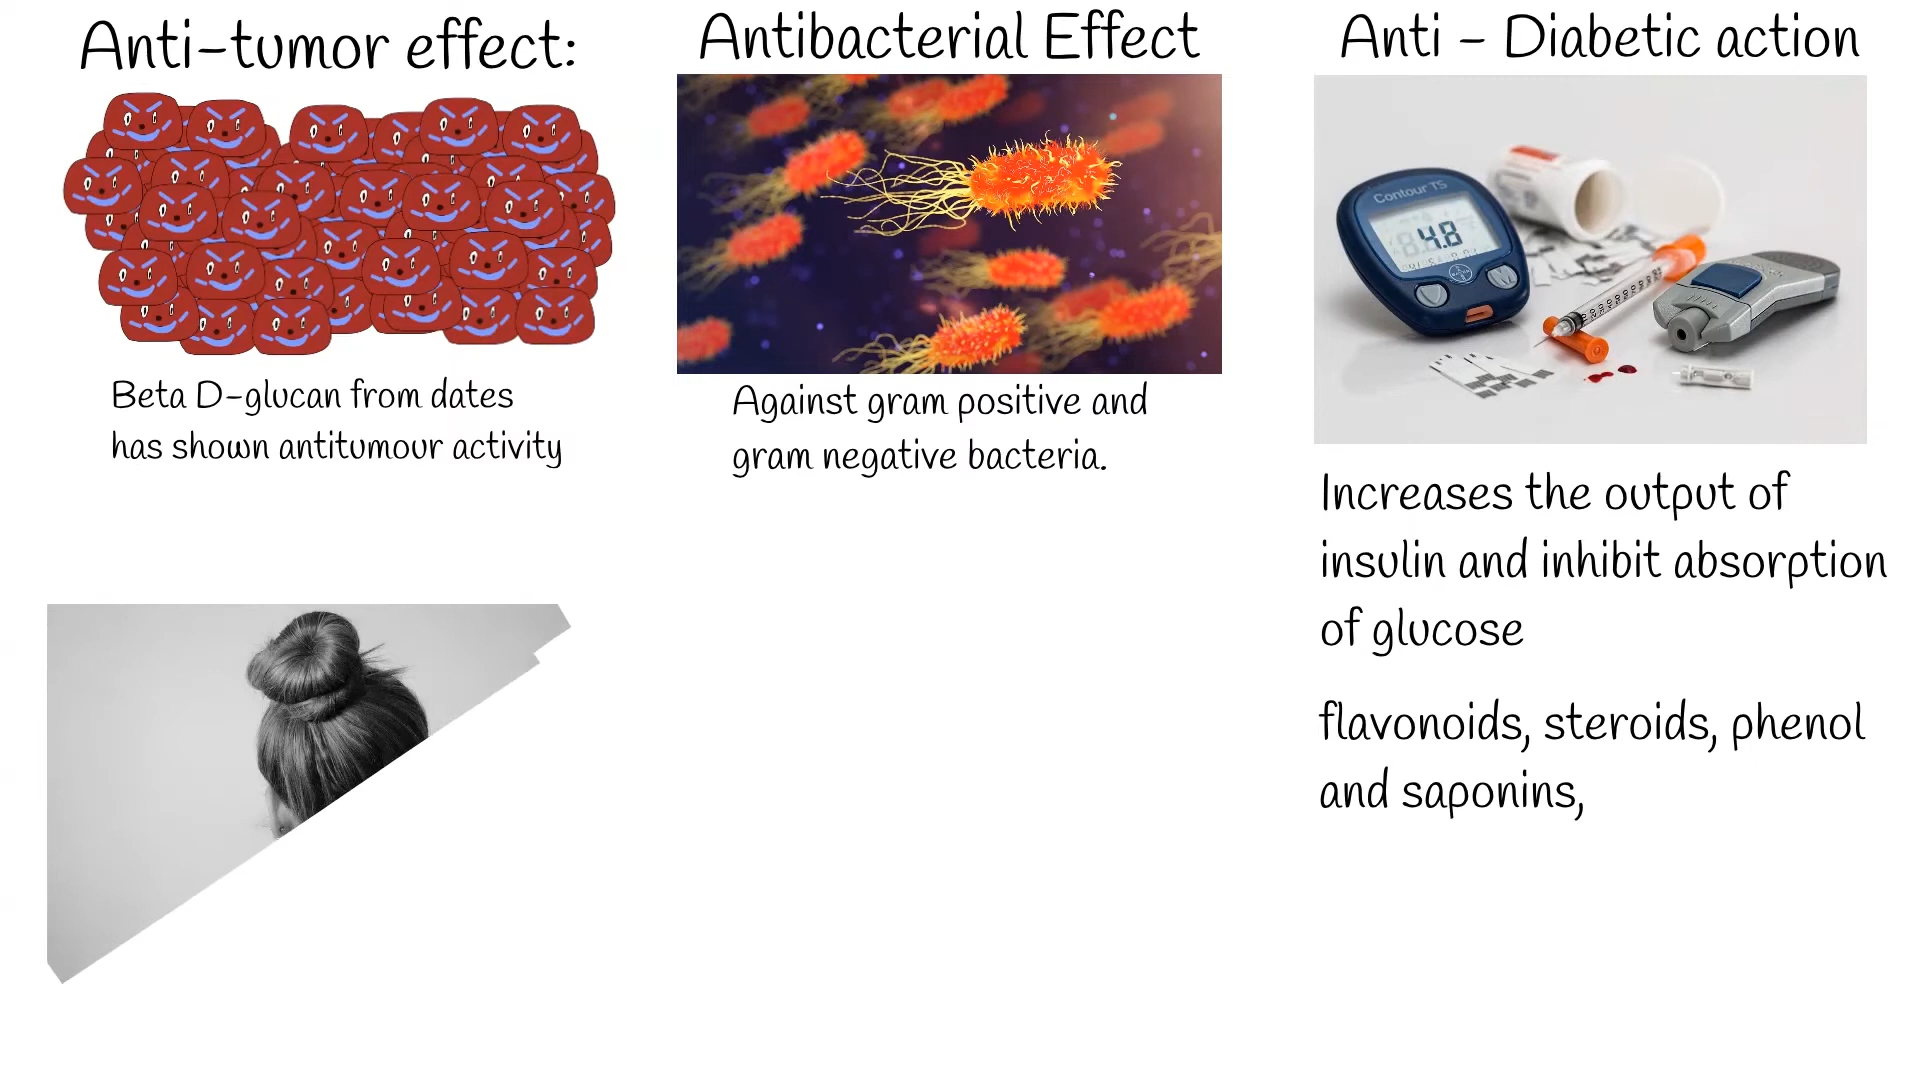 Anti-tumor effect:
Beta D-glucan from dates
has shown antitumour activity
Antibacterial Effect
Against gram positive and
gram negative bacteria.
Anti - Diabetic action
Contour TS
4.8
Increases the output of
insulin and inhibit absorption
of glucose
flavonoids, steroids, phenol
and saponins,